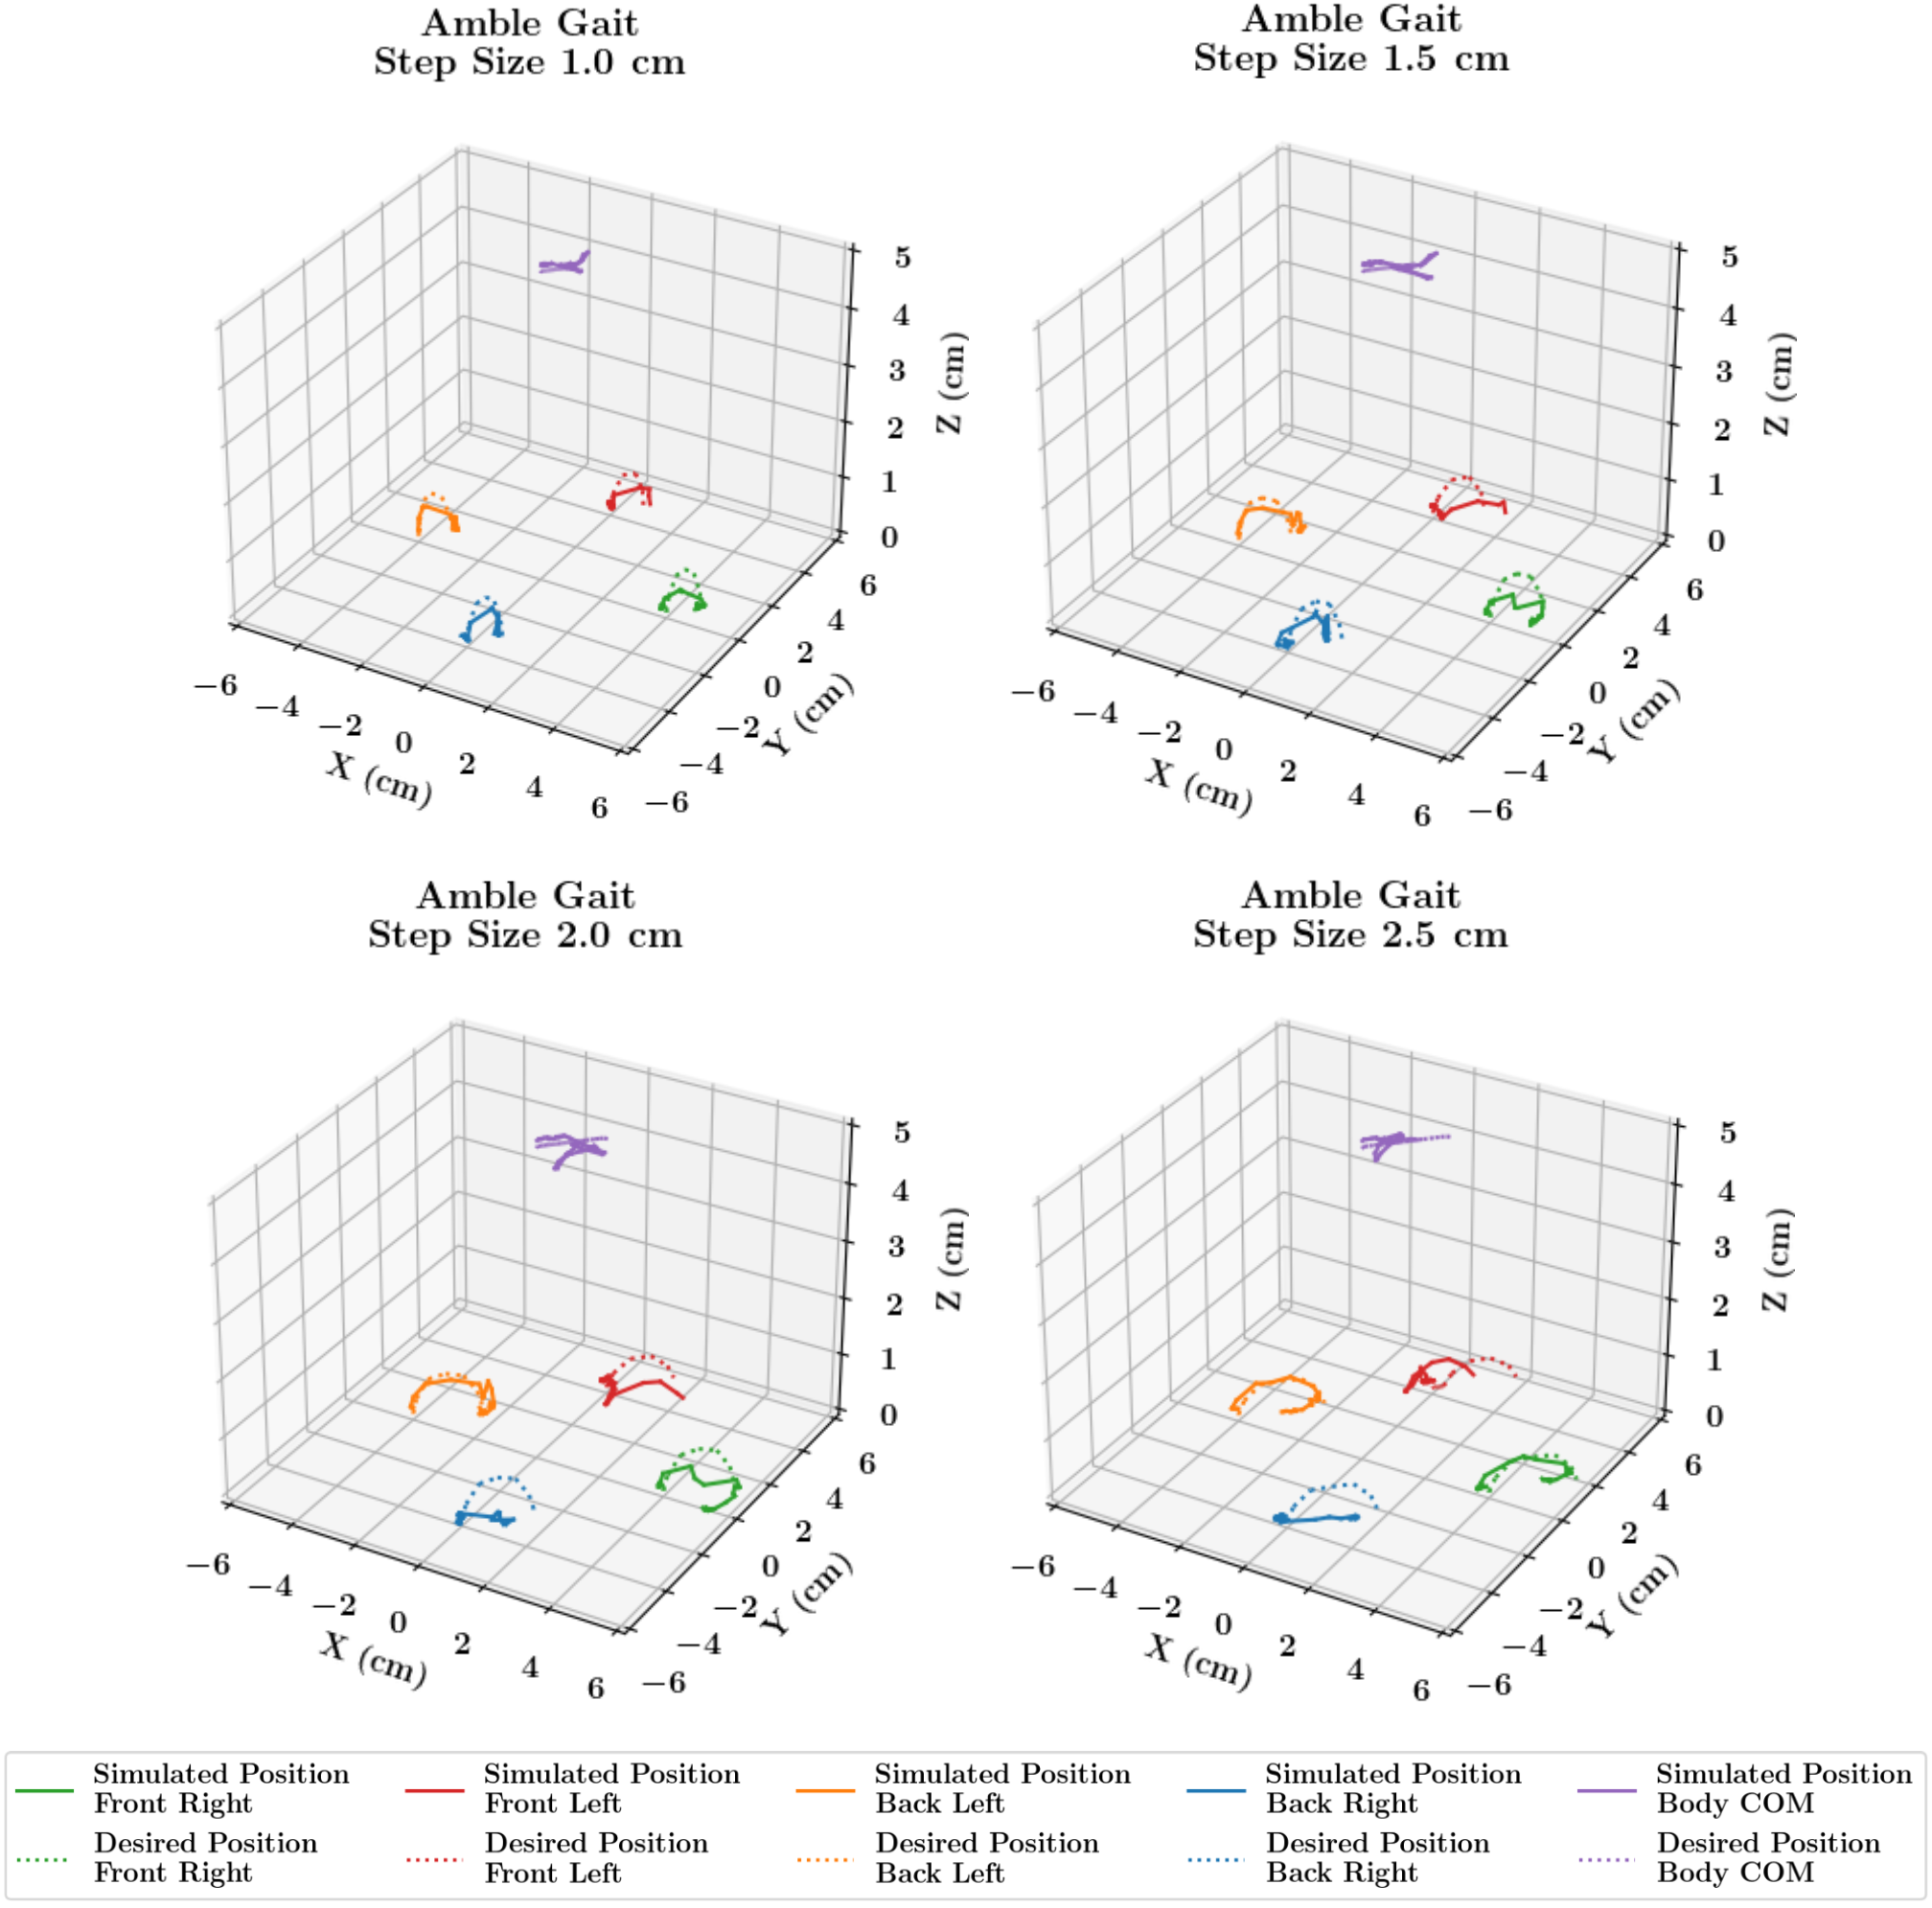 Amble Gait
Step Size 1.0 cm
5
4
3
2
1
0
Z (cm)
6
4
2
0
−2
−4
−6
Y (cm)
−6
−4
−2
0
2
4
6
X (cm)
Amble Gait
Step Size 1.5 cm
5
4
3
2
1
0
Z (cm)
6
4
2
0
−2
−4
−6
Y (cm)
−6
−4
−2
0
2
4
6
X (cm)
Amble Gait
Step Size 2.0 cm
5
4
3
2
1
0
Z (cm)
6
4
2
0
−2
−4
−6
Y (cm)
−6
−4
−2
0
2
4
6
X (cm)
Amble Gait
Step Size 2.5 cm
5
4
3
2
1
0
Z (cm)
6
4
2
0
−2
−4
−6
Y (cm)
−6
−4
−2
0
2
4
6
X (cm)
Simulated Position
Front Right
Simulated Position
Front Left
Simulated Position
Back Left
Simulated Position
Back Right
Simulated Position
Body COM
Desired Position
Front Right
Desired Position
Front Left
Desired Position
Back Left
Desired Position
Back Right
Desired Position
Body COM